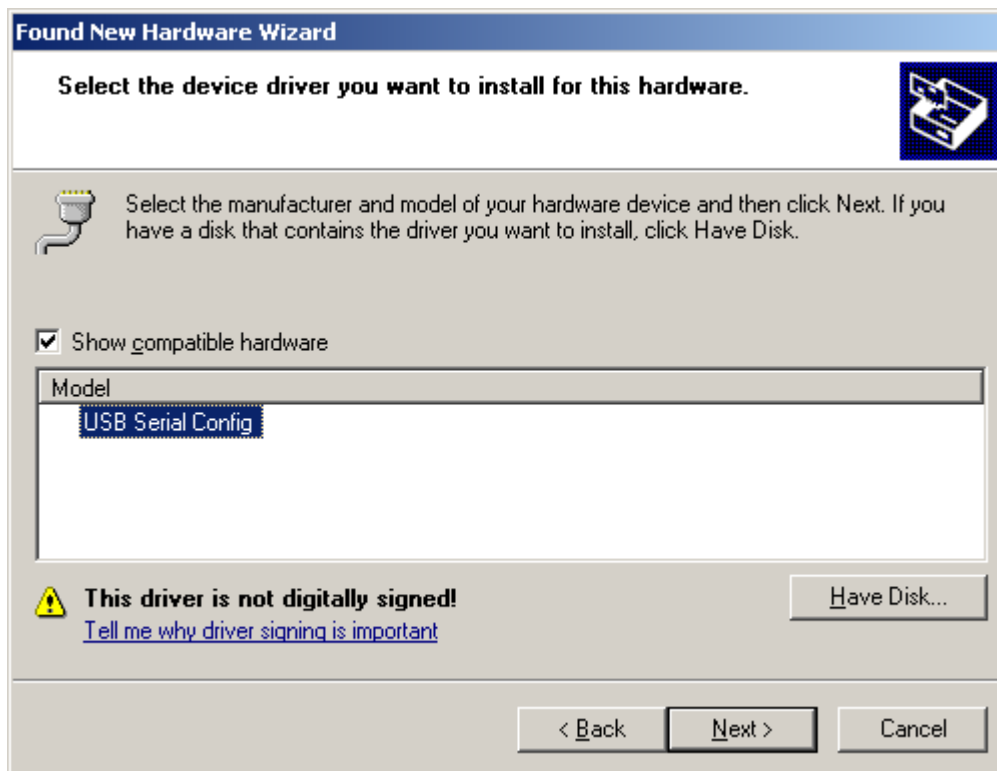 Found New Hardware Wizard
Select the device driver you want to install for this hardware.
Select the manufacturer and model of your hardware device and then click Next. If you
have a disk that contains the driver you want to install, click Have Disk.
Show compatible hardware
Model
USB Serial Config
This driver is not digitally signed!
Have Disk...
Tell me why driver signing is important
< Back
Next >
Cancel